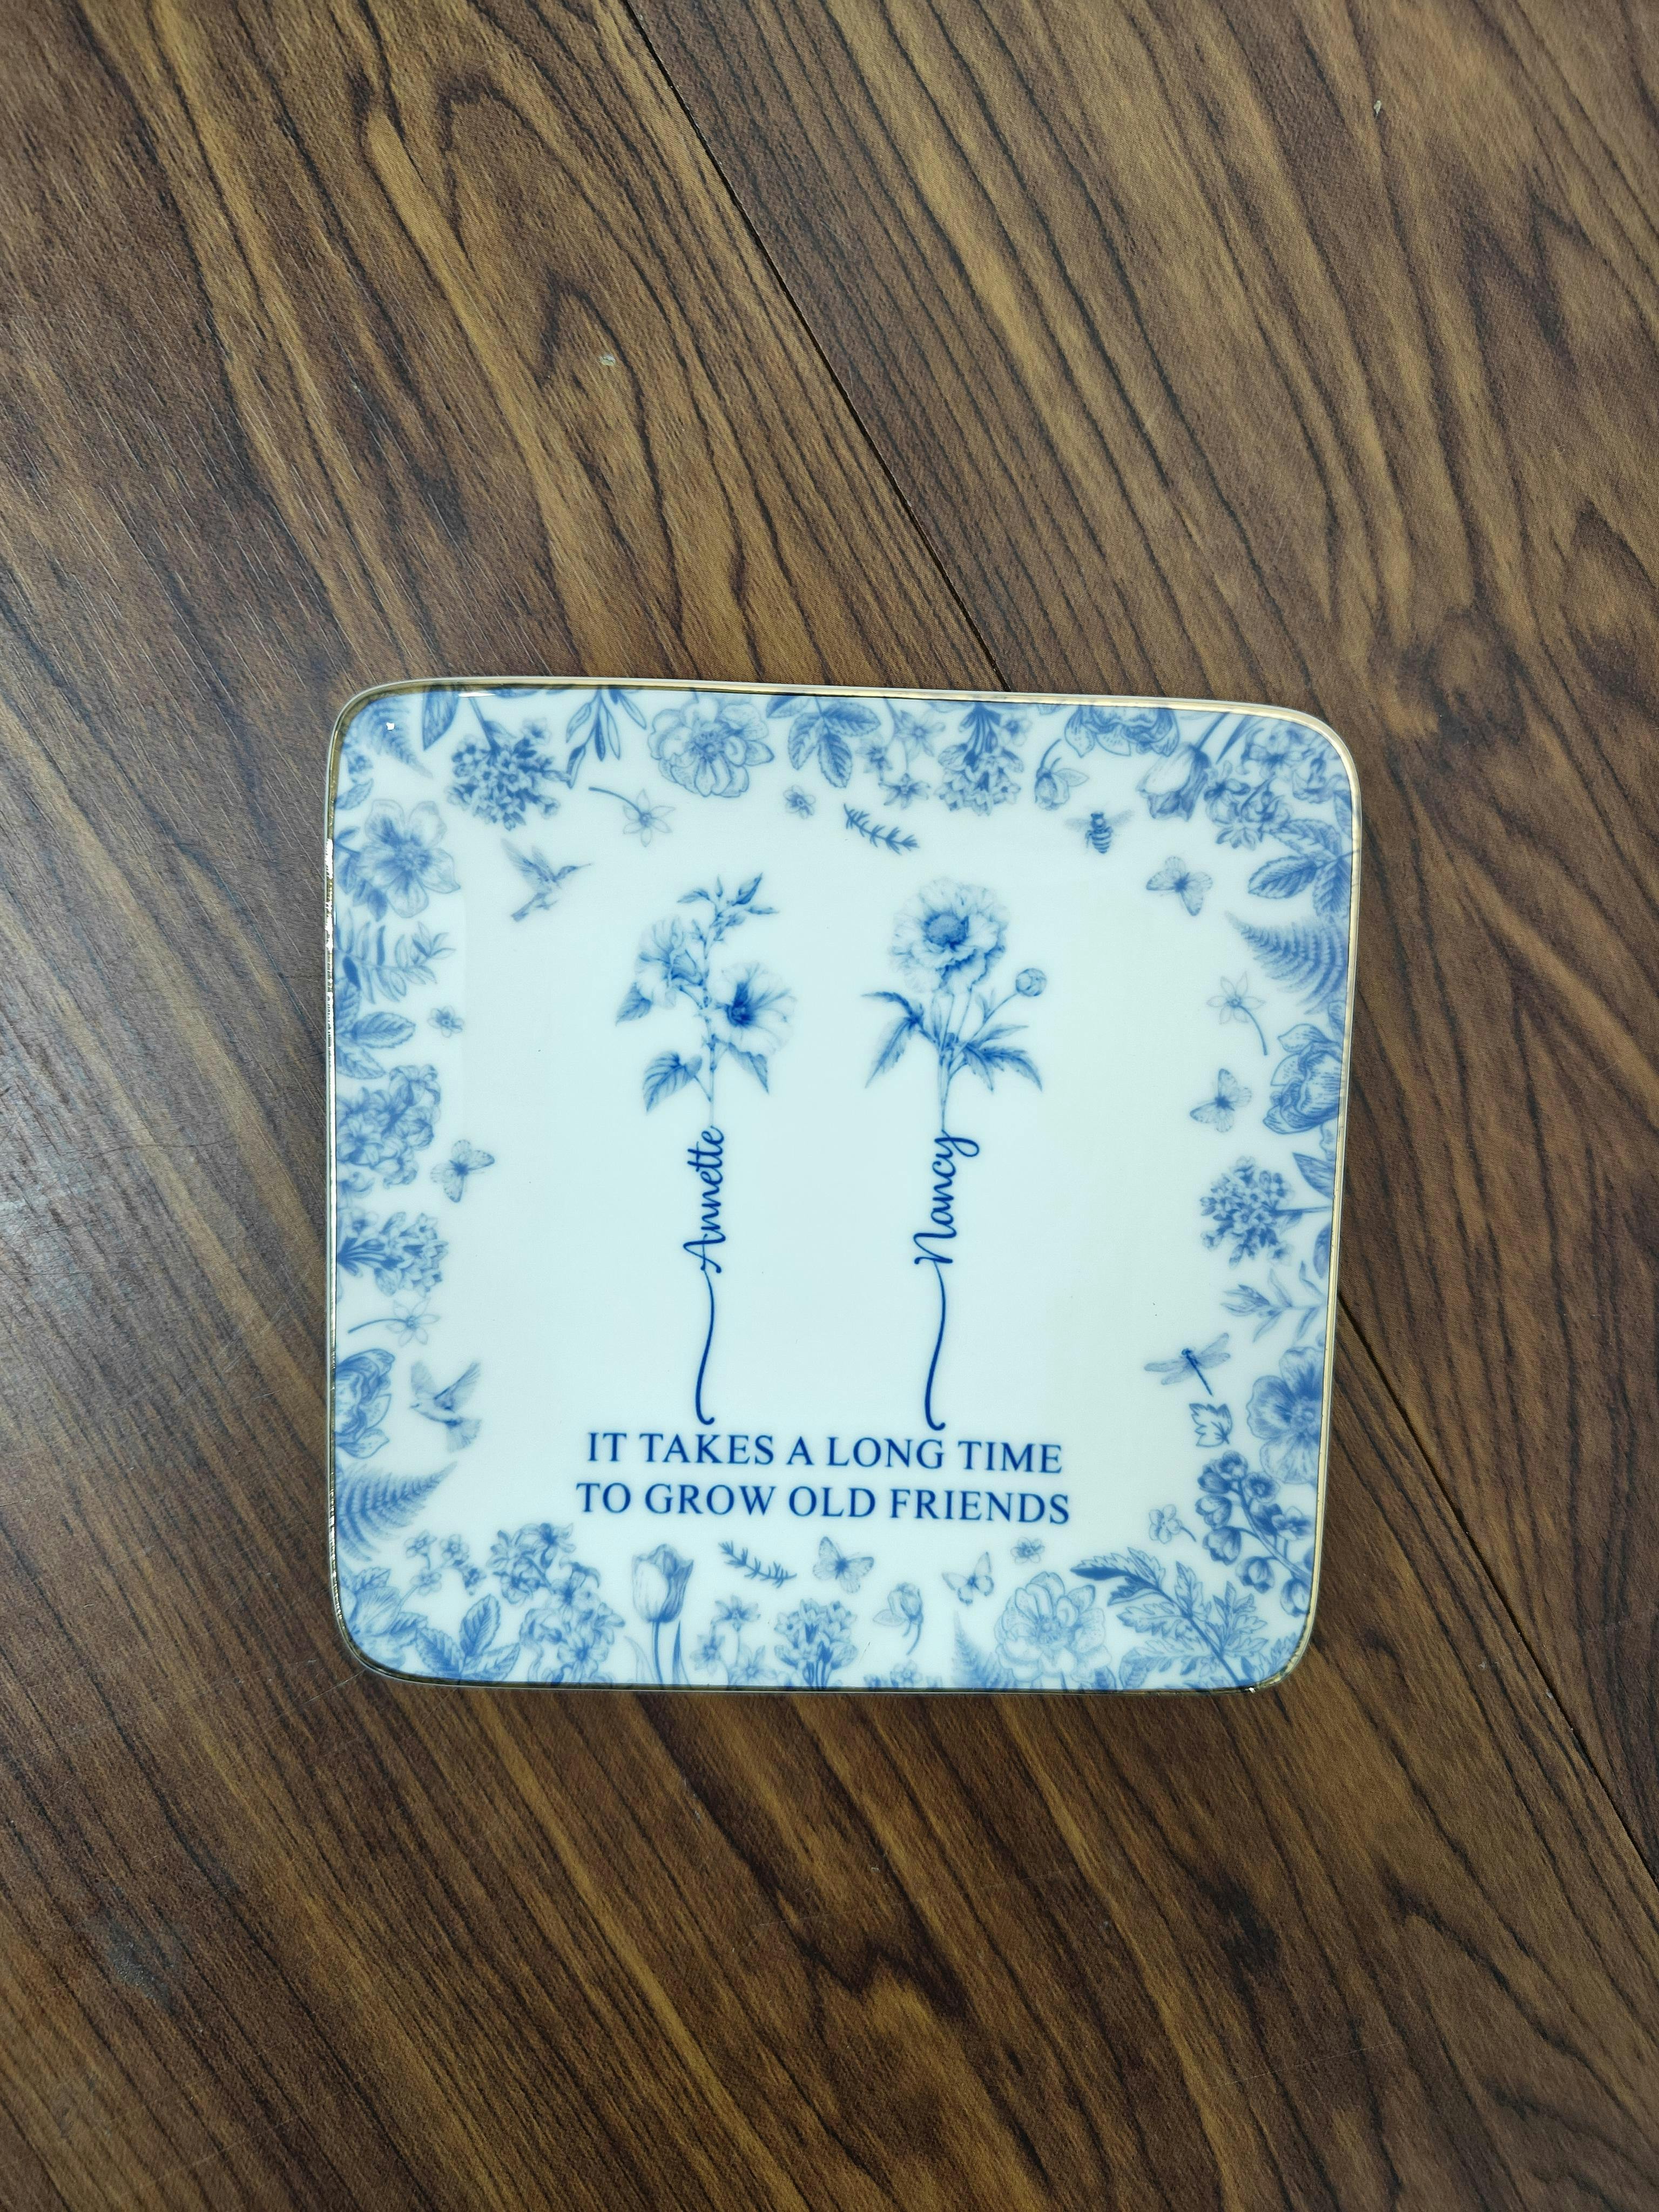 Annette
Nancy
IT TAKES A LONG TIME
TO GROW OLD FRIENDS